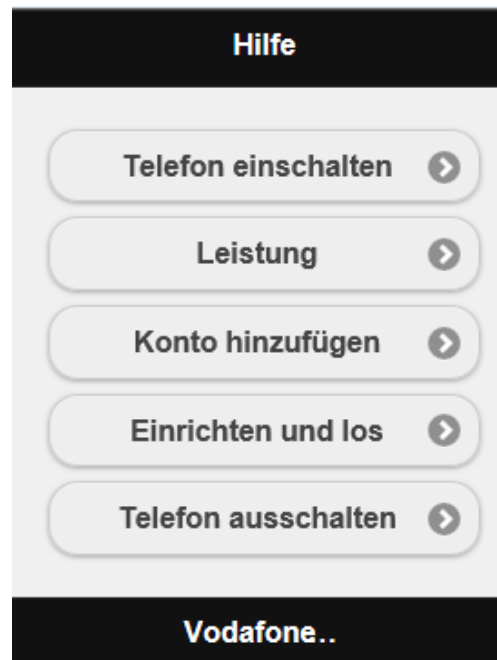 Hilfe
Telefon einschalten
Leistung
Konto hinzufügen
Einrichten und los
Telefon ausschalten
Vodafone..